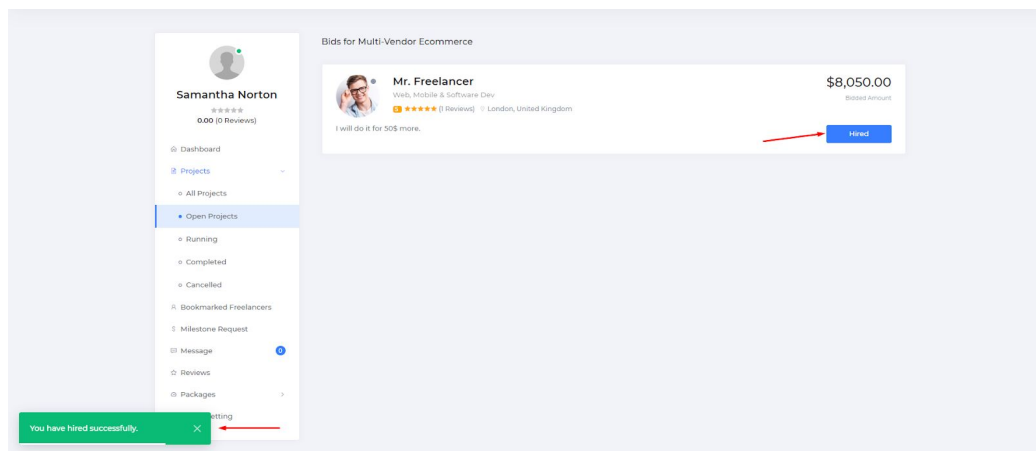 Bids for Multi-Vendor Ecommerce
Samantha Norton
0.00 (0 Reviews)
Dashboard
Projects
All Projects
Open Projects
Running
Completed
Cancelled
Bookmarked Freelancers
Milestone Request
Message 0
Reviews
Packages
etting
Mr. Freelancer
Web, Mobile & Software Dev
5 (1 Reviews) London, United Kingdom
I will do it for 50$ more.
$8,050.00
Bidded Amount
Hired
You have hired successfully.